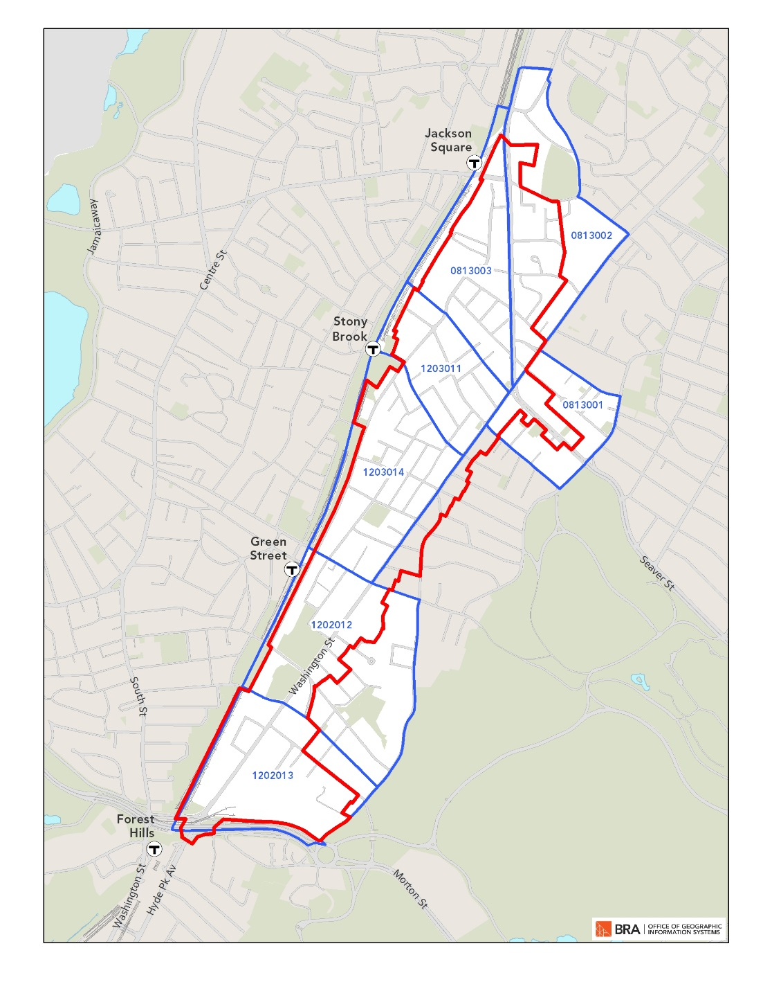 Jackson
Square
Jamaicaway
0813002
Centre St
0813003
Stony
Brook
1203011
0813001
1203014
Green
Street
Seaver St
1202012
Washington St
South St
1202013
Forest
Hills
Washington St
Hyde Pk Av
Morton St
BRA
OFFICE OF GEOGRAPHIC
INFORMATION SYSTEMS
T
T
T
T